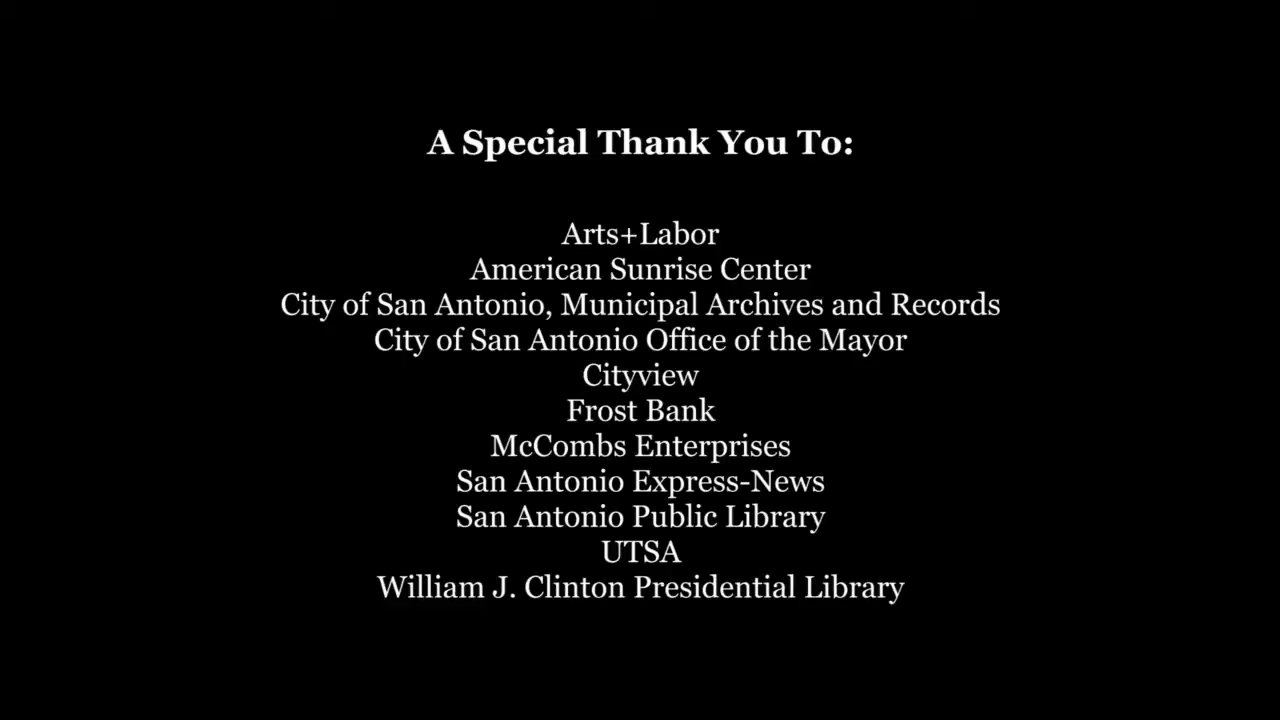 A Special Thank You To:
Arts+Labor
American Sunrise Center
City of San Antonio, Municipal Archives and Records
City of San Antonio Office of the Mayor
Cityview
Frost Bank
McCombs Enterprises
San Antonio Express-News
San Antonio Public Library
UTSA
William J. Clinton Presidential Library